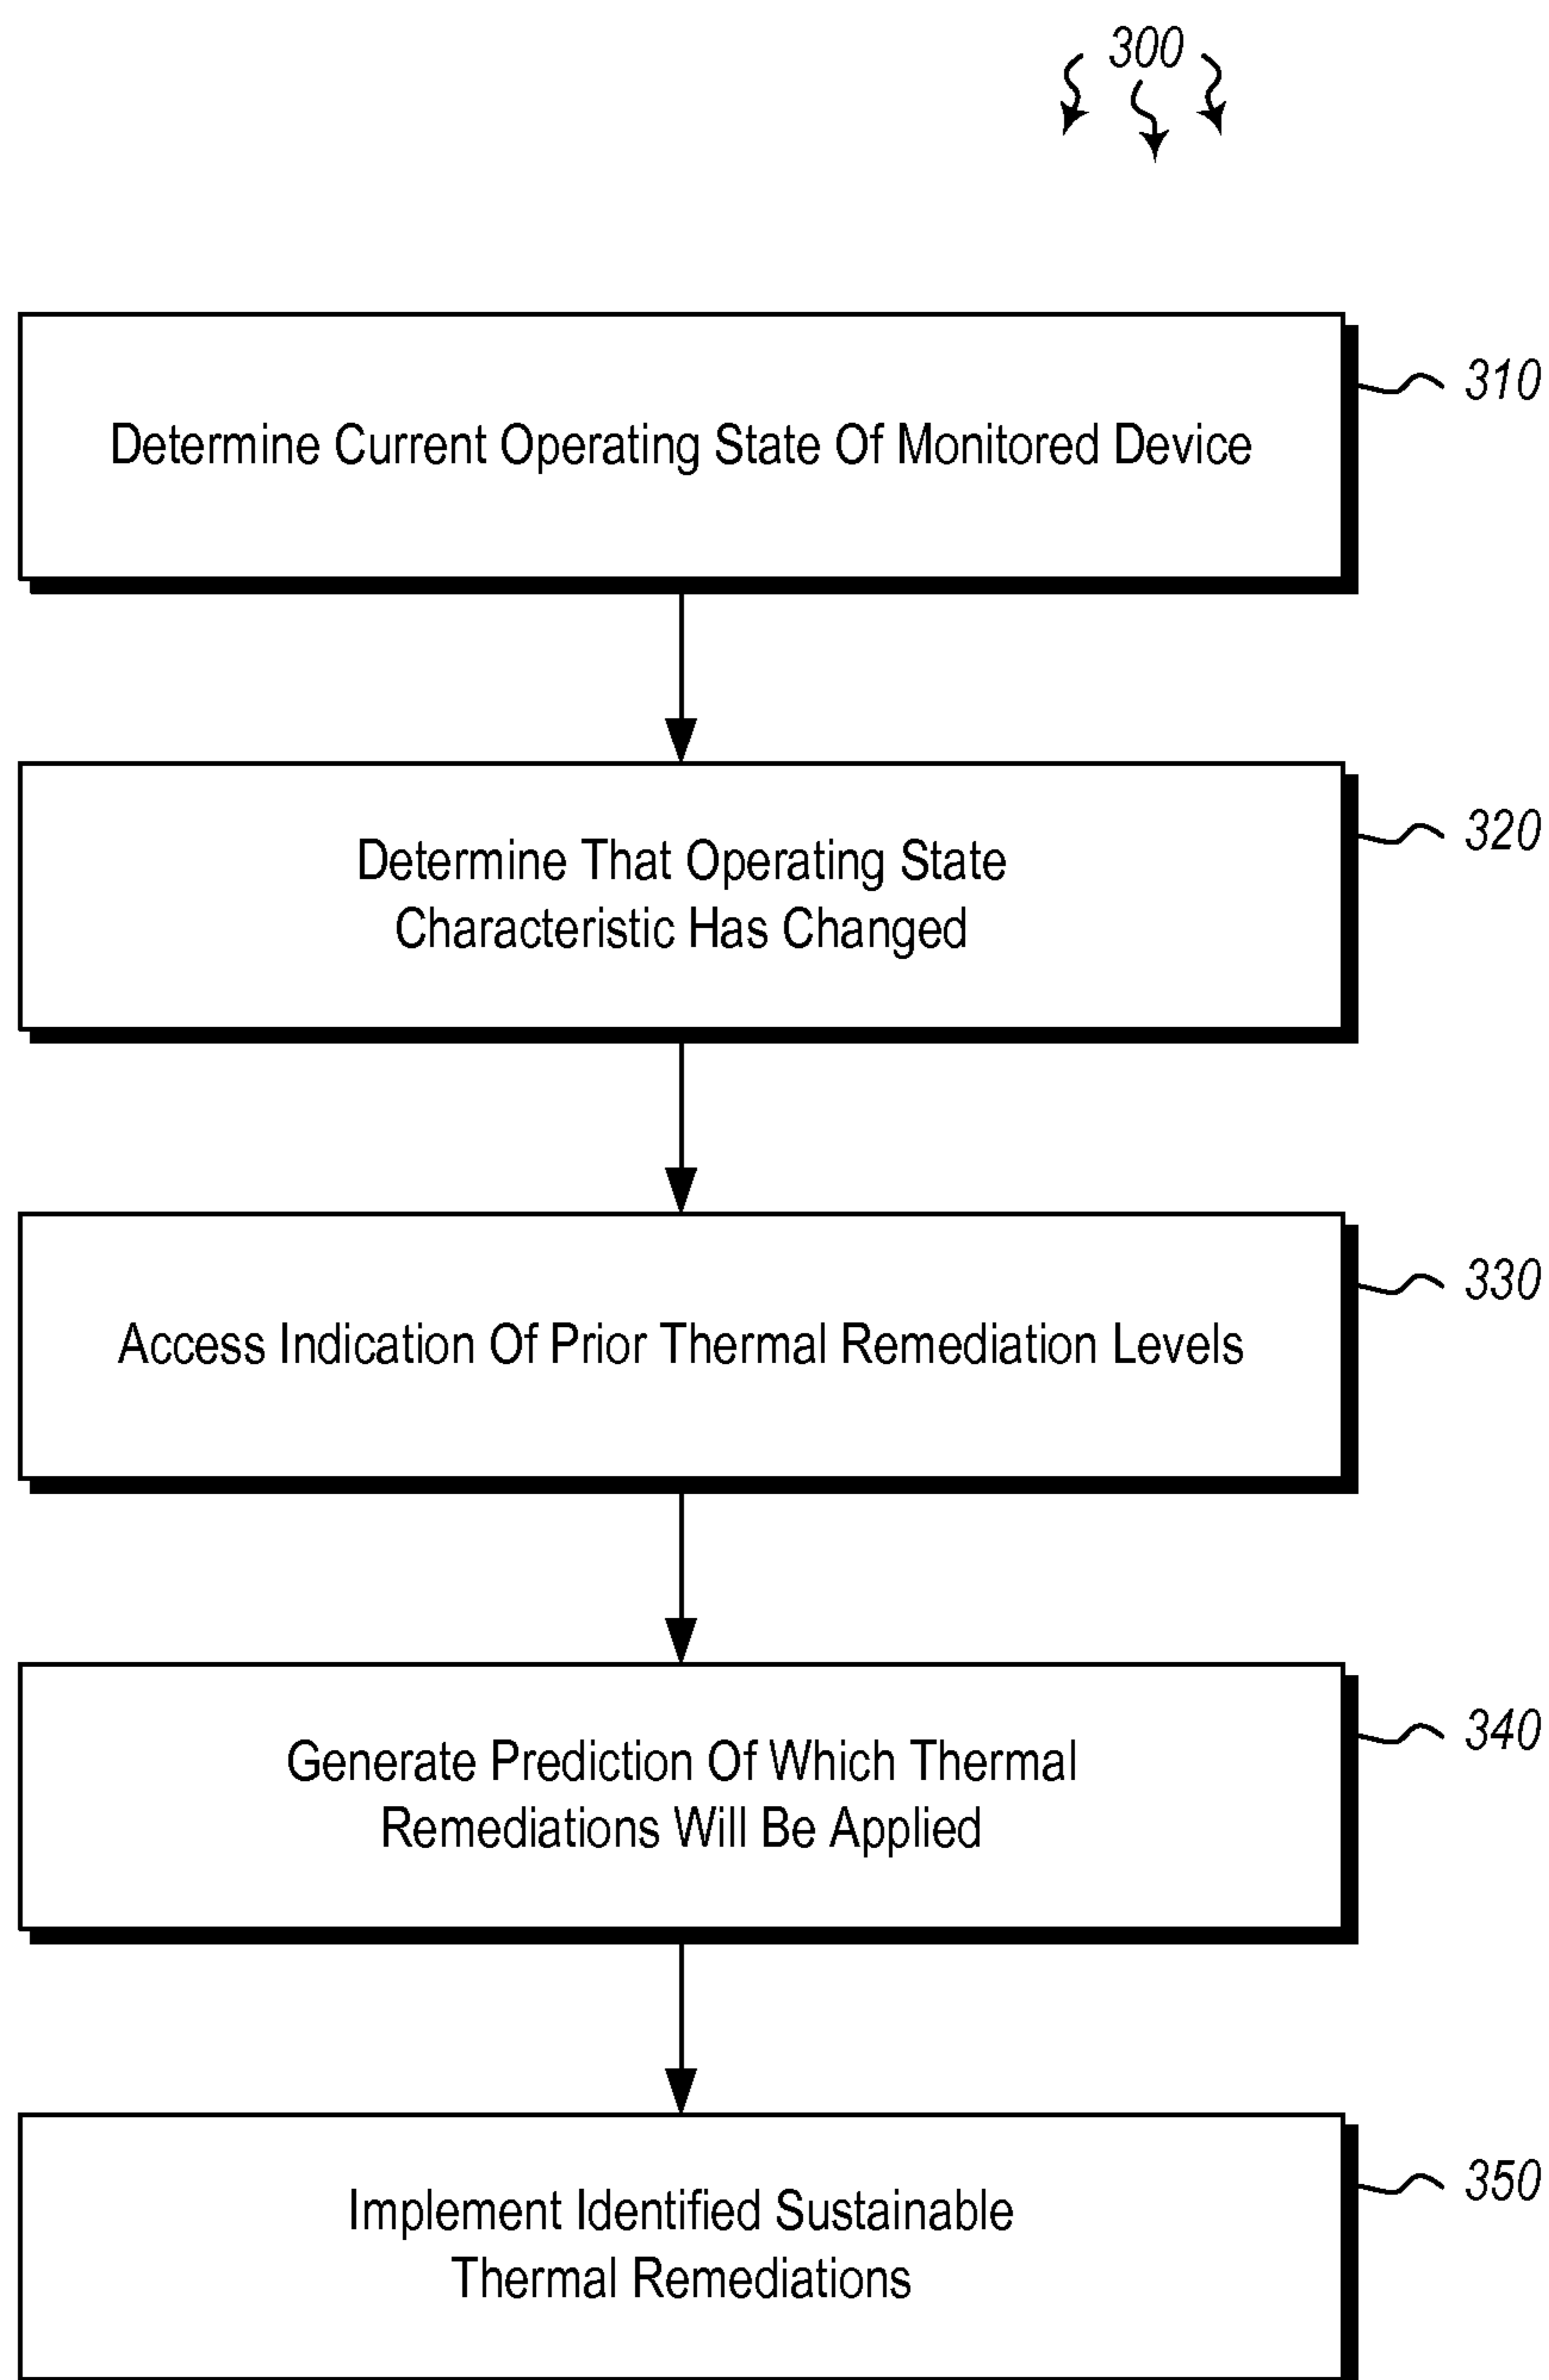 300
Determine Current Operating State Of Monitored Device
310
Determine That Operating State
Characteristic Has Changed
320
Access Indication Of Prior Thermal Remediation Levels
330
Generate Prediction Of Which Thermal
Remediations Will Be Applied
340
Implement Identified Sustainable
Thermal Remediations
350